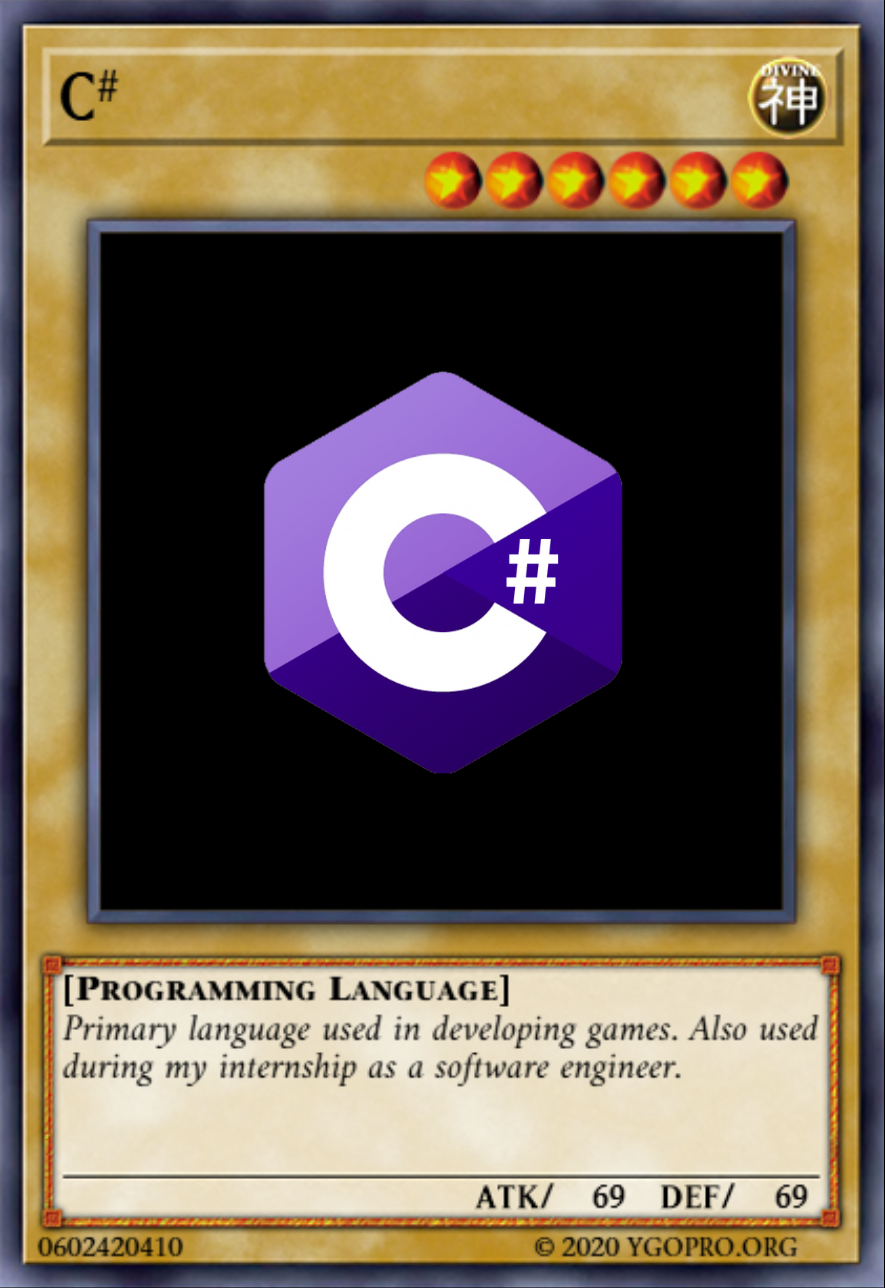 C#
DIVINE
神
C#
[PROGRAMMING LANGUAGE]
Primary language used in developing games. Also used
during my internship as a software engineer.
ATK/ 69 DEF/ 69
0602420410 © 2020 YGOPRO.ORG